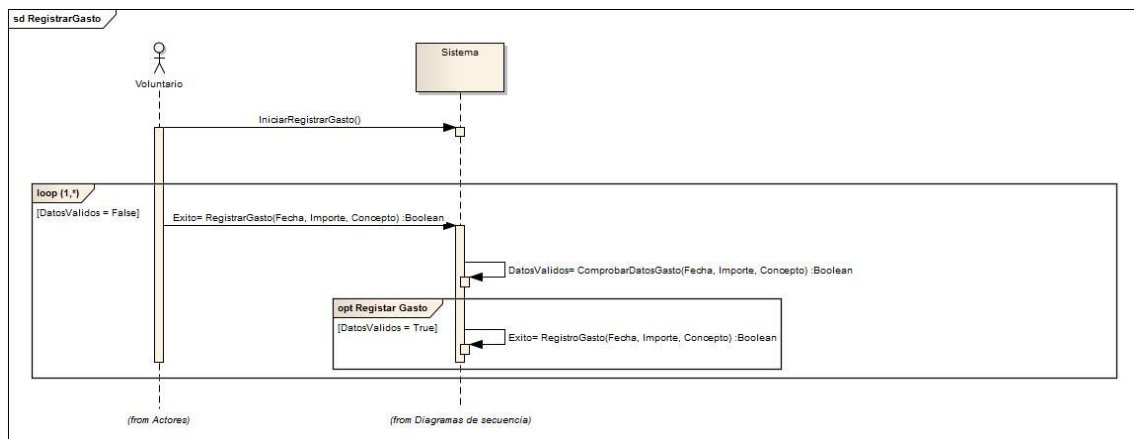 sd RegistrarGasto
Voluntario
Sistema
IniciarRegistrarGasto()
loop (1,*)
[DatosValidos = False]
Exito= RegistrarGasto(Fecha, Importe, Concepto) :Boolean
DatosValidos= ComprobarDatosGasto(Fecha, Importe, Concepto) :Boolean
opt Registar Gasto
[DatosValidos = True]
Exito= RegistroGasto(Fecha, Importe, Concepto) :Boolean
(from Actores)
(from Diagramas de secuencia)